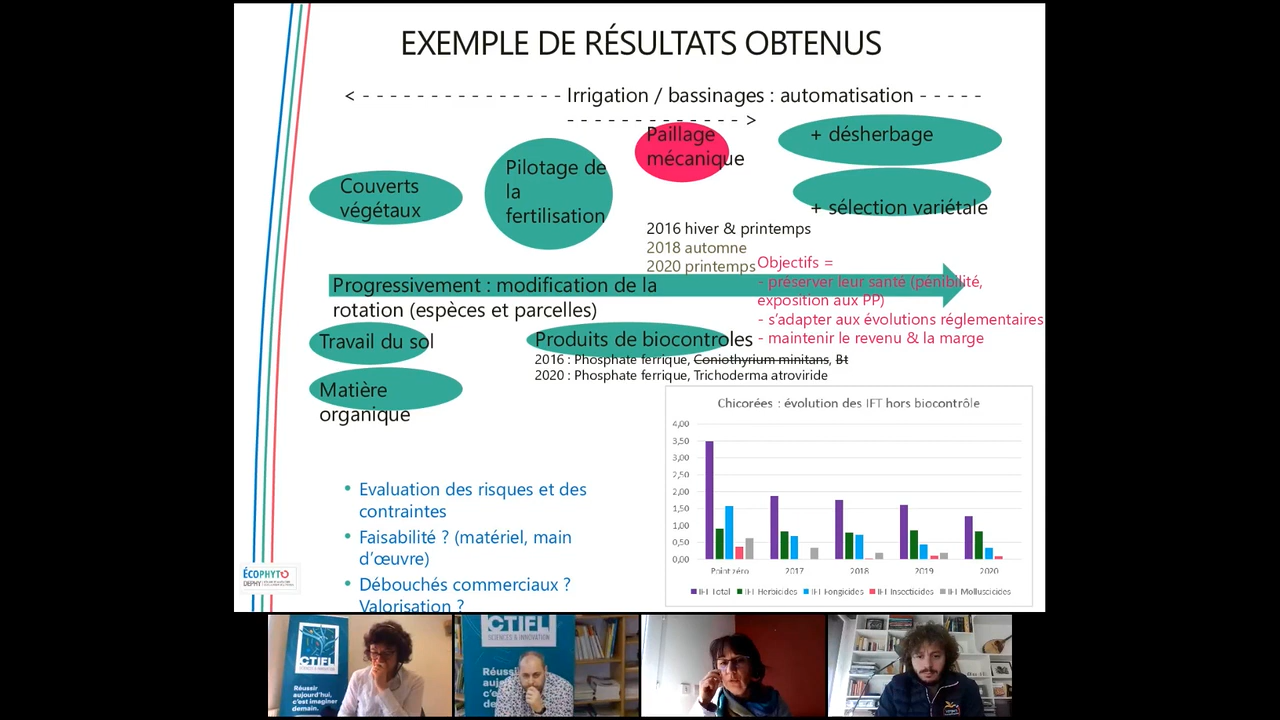 EXEMPLE DE RÉSULTATS OBTENUS
< - - - - - - - - - - - - - - Irrigation / bassinages : automatisation - - - - -
- - - - - - - - - - - - - >
Paillage
mécanique
+ désherbage
Pilotage de
la
fertilisation
Couverts
végétaux
+ sélection variétale
2016 hiver & printemps
2018 automne
2020 printemps
Objectifs =
- préserver leur santé (pénibilité,
exposition aux PP)
- s'adapter aux évolutions réglementaires
- maintenir le revenu & la marge
Progressivement : modification de la
rotation (espèces et parcelles)
Travail du sol
Produits de biocontroles
2016 : Phosphate ferrique, Coniothyrium minitans, Bt
2020 : Phosphate ferrique, Trichoderma atroviride
Matière
organique
Chicorées : évolution des IFT hors biocontrôle
4,00
3,50
3,00
2,50
2,00
1,50
1,00
0,50
0,00
Point zéro
2017
2018
2019
2020
IFT Total
IFT Herbicides
IFT Fongicides
IFT Insecticides
IFT Molluscicides
• Evaluation des risques et des
contraintes
• Faisabilité ? (matériel, main
d'œuvre)
• Débouchés commerciaux ?
Valorisation ?
ÉCOPHYTO
DEPHY
CTIFL
Réussir
aujourd'hui,
c'est imaginer
demain.
CTIFL
SCIENCES & INNOVATION